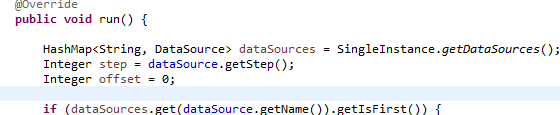 @Override
public void run() {
HashMap<String, DataSource> dataSources = SingleInstance.getDataSources();
Integer step = dataSource.getStep();
Integer offset = 0;
if (dataSources.get(dataSource.getName()).getIsFirst()) {